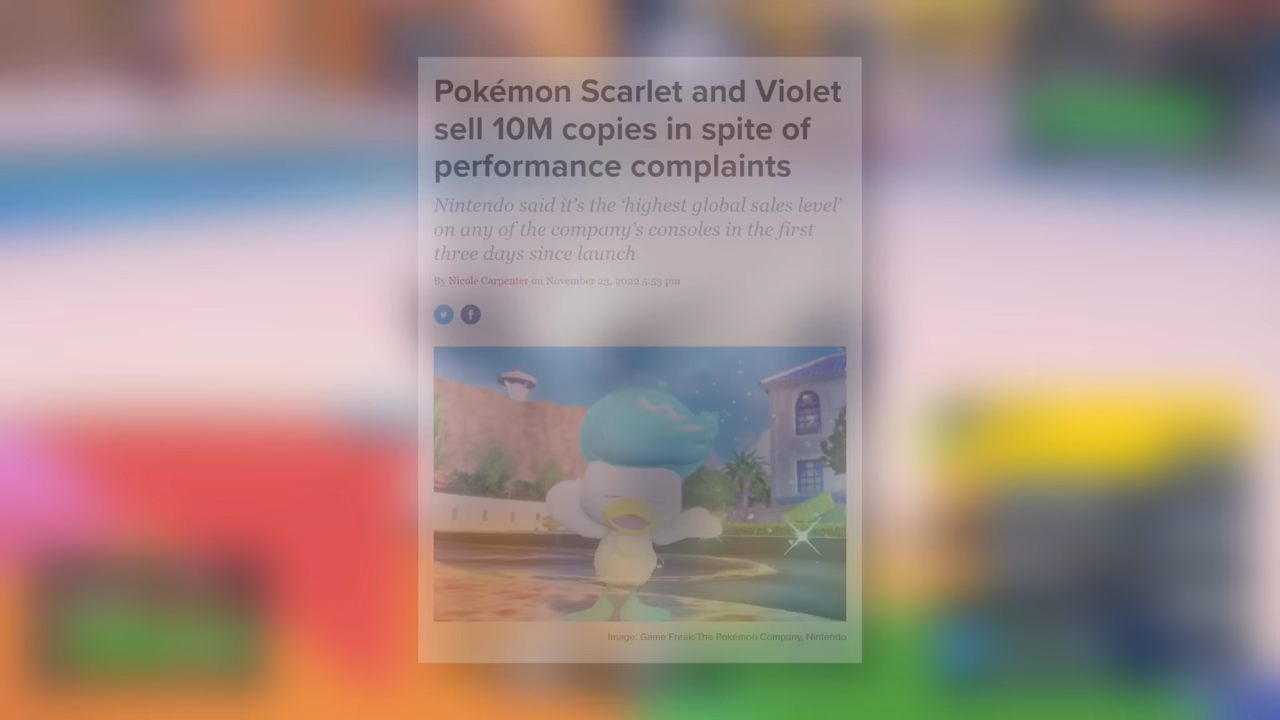 Pokémon Scarlet and Violet
sell 10M copies in spite of
performance complaints
Nintendo said it’s the ‘highest global sales level’
on any of the company’s consoles in the first
three days since launch
By Nicole Carpenter on November 23, 2022 5:53 pm
Image: Game Freak/The Pokémon Company, Nintendo